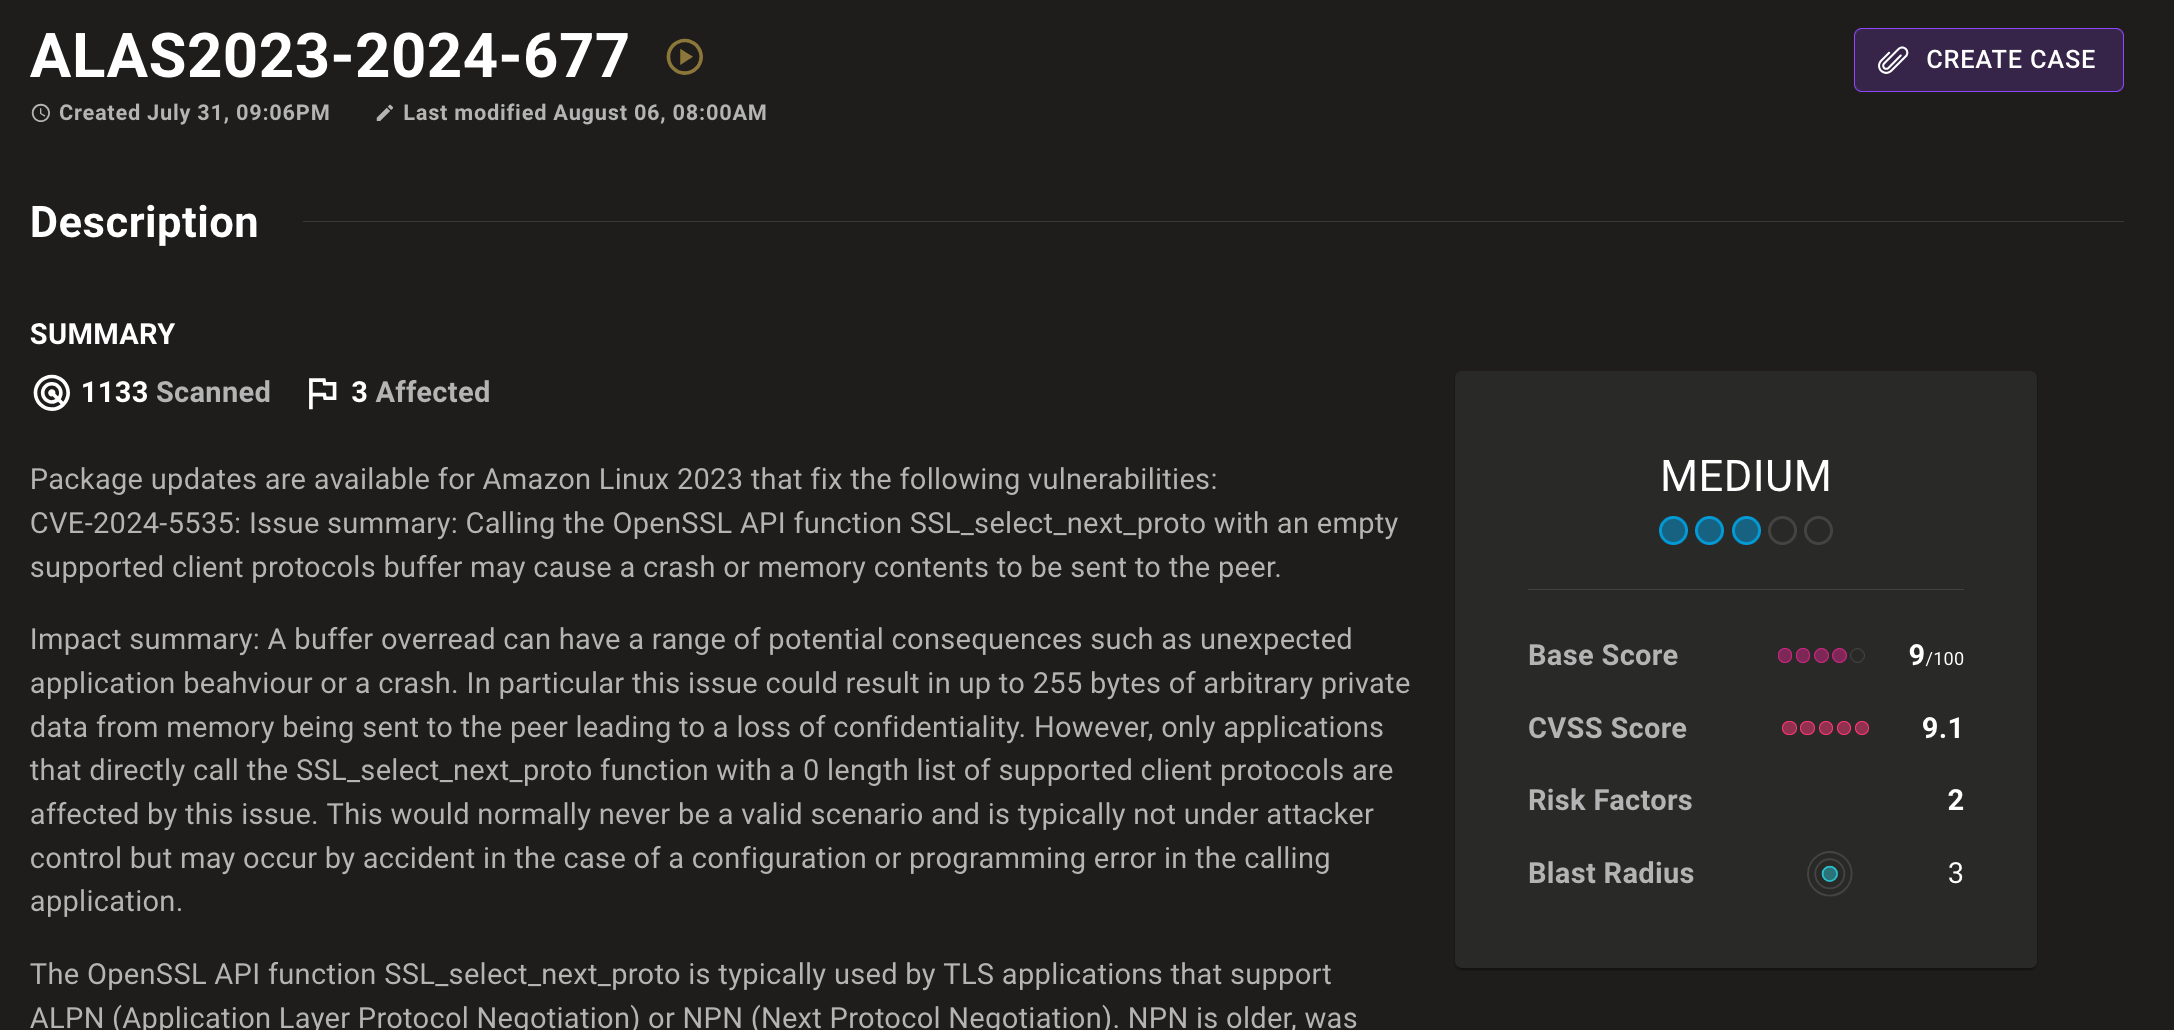 ALAS2023-2024-677
CREATE CASE
Created July 31, 09:06PM
Last modified August 06, 08:00AM
Description
SUMMARY
1133 Scanned
3 Affected
Package updates are available for Amazon Linux 2023 that fix the following vulnerabilities:
CVE-2024-5535: Issue summary: Calling the OpenSSL API function SSL_select_next_proto with an empty
supported client protocols buffer may cause a crash or memory contents to be sent to the peer.
Impact summary: A buffer overread can have a range of potential consequences such as unexpected
application beahviour or a crash. In particular this issue could result in up to 255 bytes of arbitrary private
data from memory being sent to the peer leading to a loss of confidentiality. However, only applications
that directly call the SSL_select_next_proto function with a 0 length list of supported client protocols are
affected by this issue. This would normally never be a valid scenario and is typically not under attacker
control but may occur by accident in the case of a configuration or programming error in the calling
application.
The OpenSSL API function SSL_select_next_proto is typically used by TLS applications that support
ALPN (Application Layer Protocol Negotiation) or NPN (Next Protocol Negotiation). NPN is older, was
MEDIUM
Base Score 9/100
CVSS Score 9.1
Risk Factors 2
Blast Radius 3